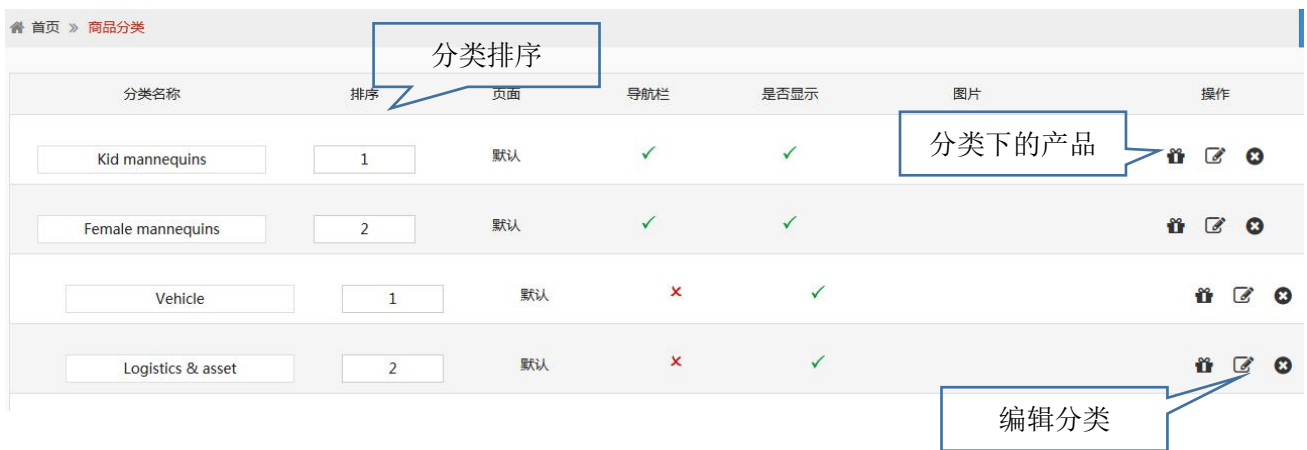 首页 » 商品分类
分类排序
分类名称 排序 页面 导航栏 是否显示 图片 操作
分类下的产品
Kid mannequins 1 默认
Female mannequins 2 默认
Vehicle 1 默认
Logistics & asset 2 默认
编辑分类